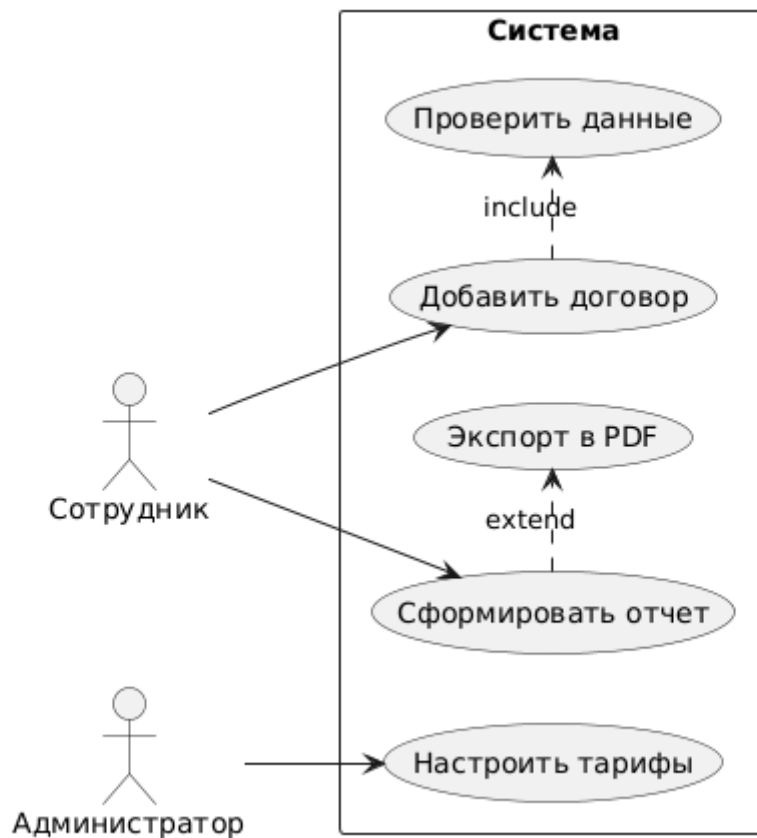 Система
Проверить данные
include
Добавить договор
Экспорт в PDF
Сотрудник
extend
Сформировать отчет
Настроить тарифы
Администратор